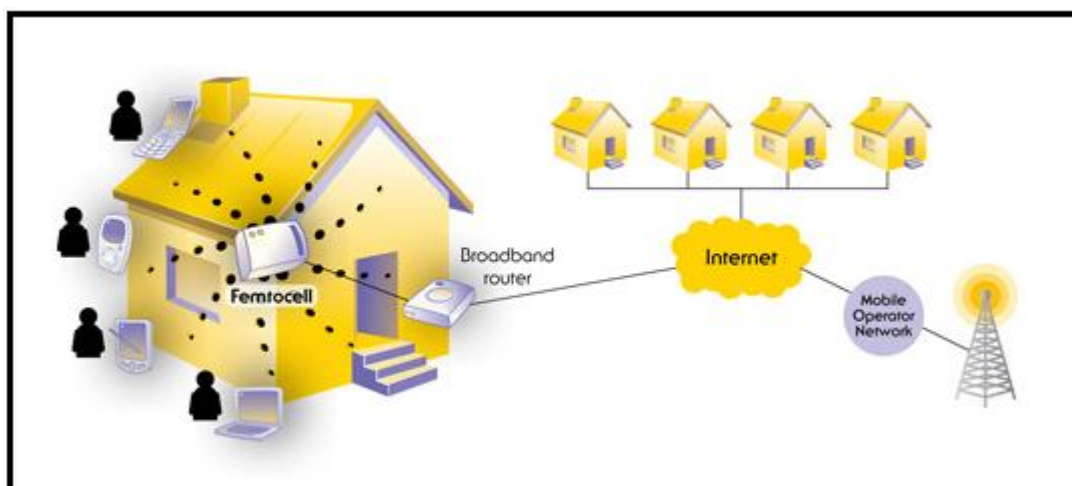 Femtocell
Broadband
router
Internet
Mobile
Operator
Network